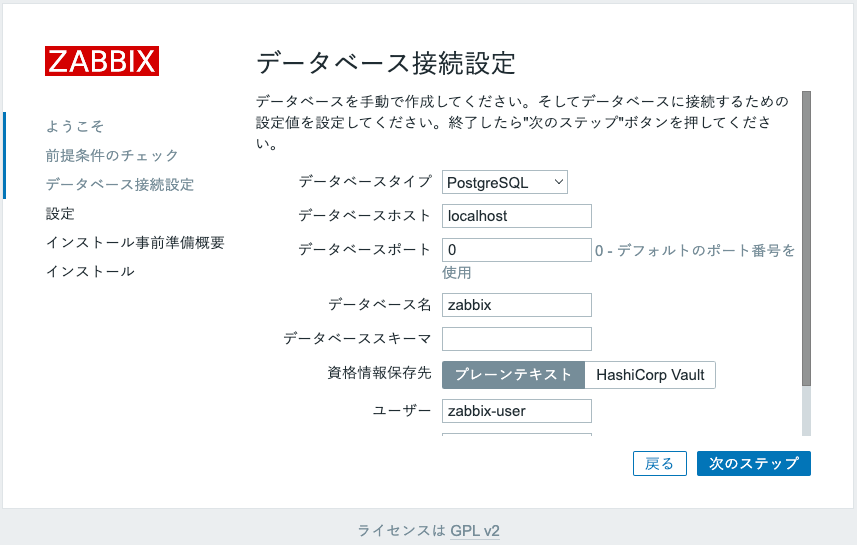 ZABBIX
ようこそ
前提条件のチェック
データベース接続設定
設定
インストール事前準備概要
インストール
データベース接続設定
データベースを手動で作成してください。そしてデータベースに接続するための
設定値を設定してください。終了したら"次のステップ"ボタンを押してくださ
い。
データベースタイプ PostgreSQL
データベースホスト localhost
データベースポート 0 0 - デフォルトのポート番号を
使用
データベース名 zabbix
データベーススキーマ
資格情報保存先 プレーンテキスト HashiCorp Vault
ユーザー zabbix-user
戻る 次のステップ
ライセンスは GPL v2